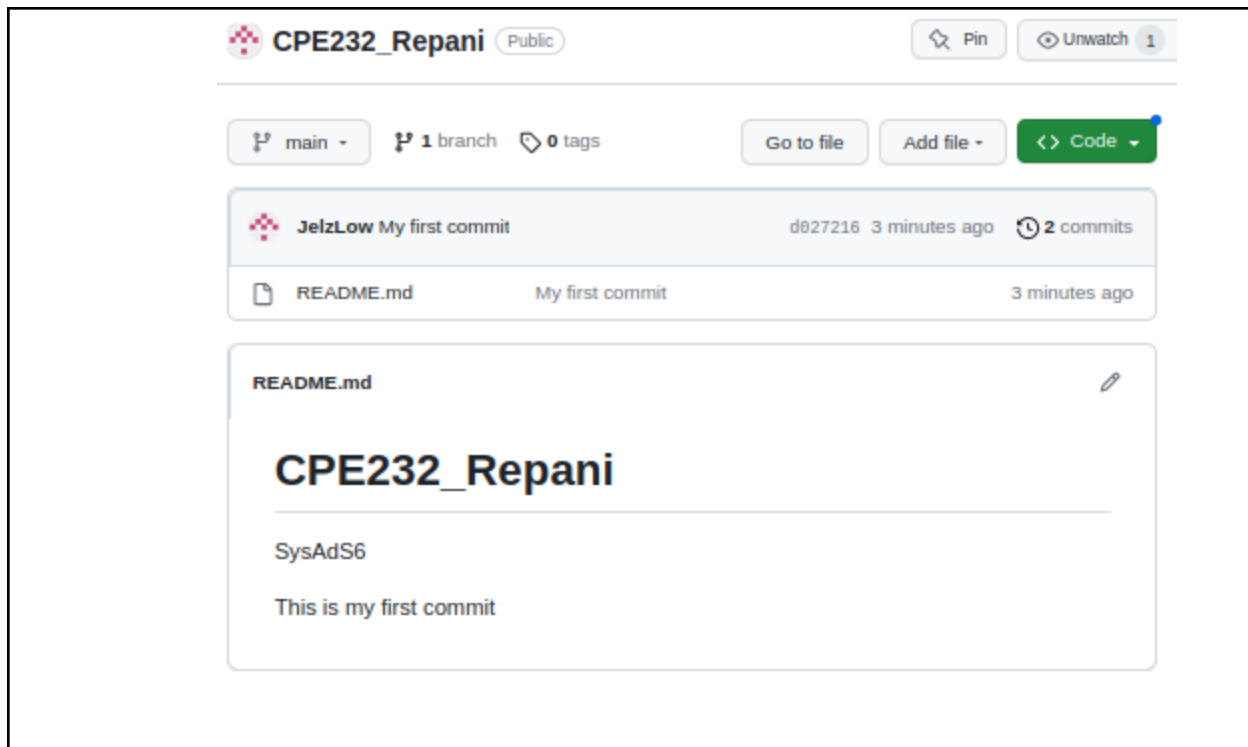 CPE232_Repani Public Pin Unwatch 1
main 1 branch 0 tags Go to file Add file Code
JelzLow My first commit d027216 3 minutes ago 2 commits
README.md My first commit 3 minutes ago
README.md
CPE232_Repani
SysAdS6
This is my first commit